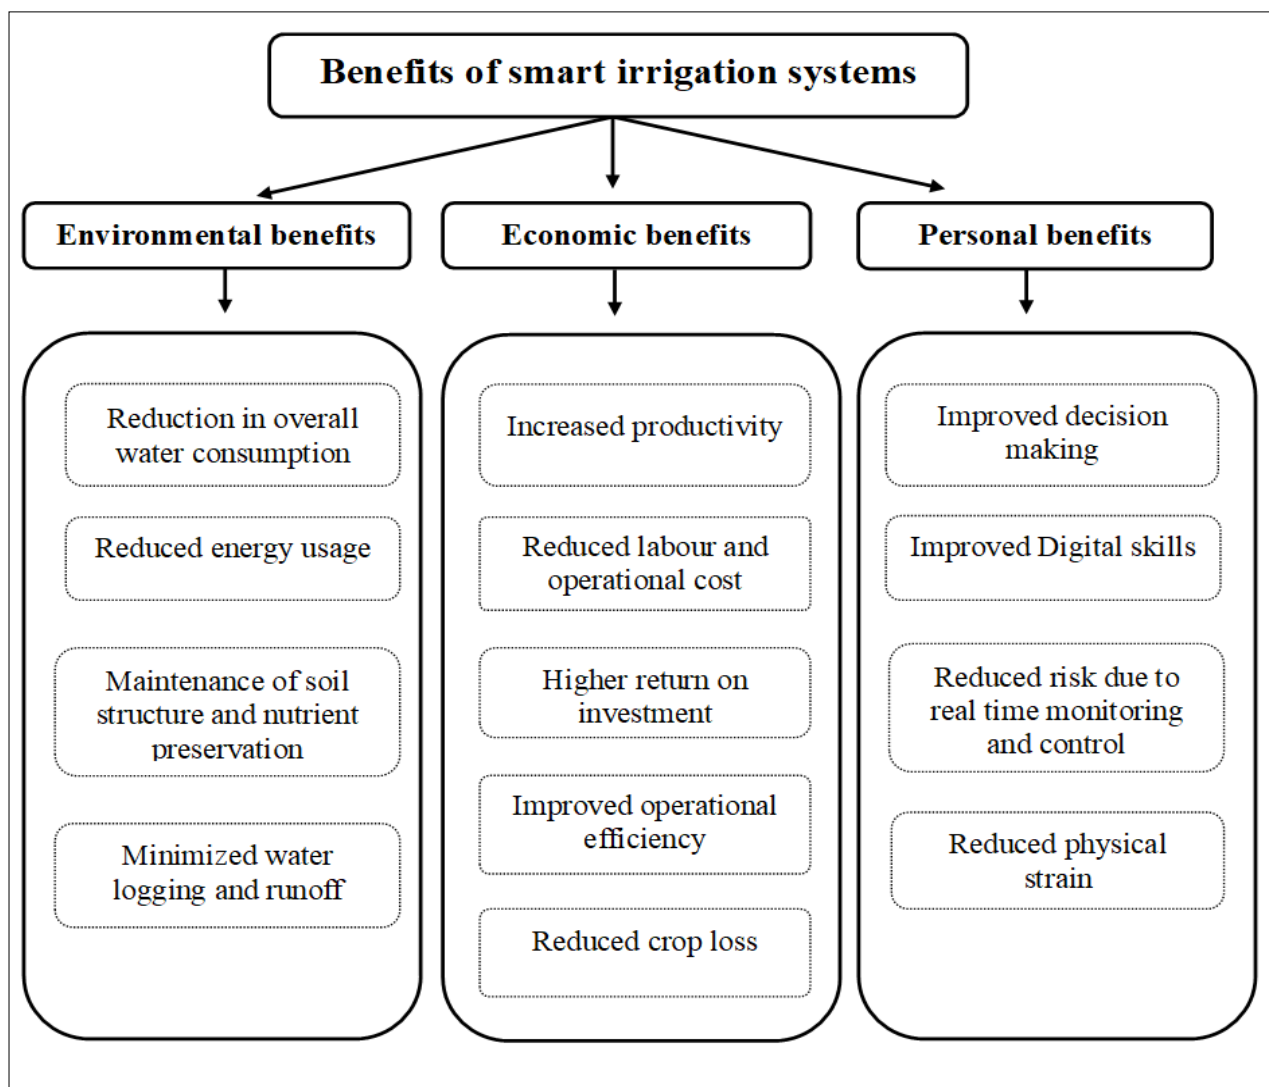 Benefits of smart irrigation systems
Environmental benefits
Economic benefits
Personal benefits
Reduction in overall
water consumption
Reduced energy usage
Maintenance of soil
structure and nutrient
preservation
Minimized water
logging and runoff
Increased productivity
Reduced labour and
operational cost
Higher return on
investment
Improved operational
efficiency
Reduced crop loss
Improved decision
making
Improved Digital skills
Reduced risk due to
real time monitoring
and control
Reduced physical
strain